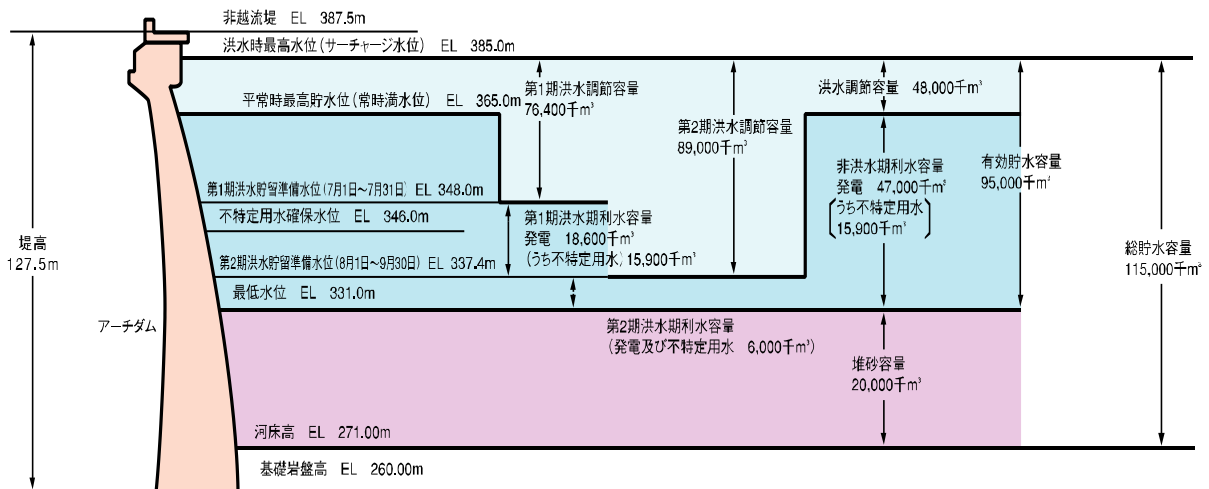 非越流堤 EL 387.5m
洪水時最高水位(サーチャージ水位) EL 385.0m
平常時最高貯水位(常時満水位) EL 365.0m
第1期洪水貯留準備水位(7月1日～7月31日) EL 348.0m
不特定用水確保水位 EL 346.0m
第2期洪水貯留準備水位(8月1日～9月30日) EL 337.4m
最低水位 EL 331.0m
河床高 EL 271.00m
基礎岩盤高 EL 260.00m
堤高
127.5m
アーチダム
第1期洪水調節容量
76,400千m³
第1期洪水期利水容量
発電 18,600千m³
(うち不特定用水)15,900千m³
第2期洪水調節容量
89,000千m³
第2期洪水期利水容量
(発電及び不特定用水 6,000千m³)
洪水調節容量 48,000千m³
非洪水期利水容量
発電 47,000千m³
(うち不特定用水
15,900千m³)
堆砂容量
20,000千m³
有効貯水容量
95,000千m³
総貯水容量
115,000千m³